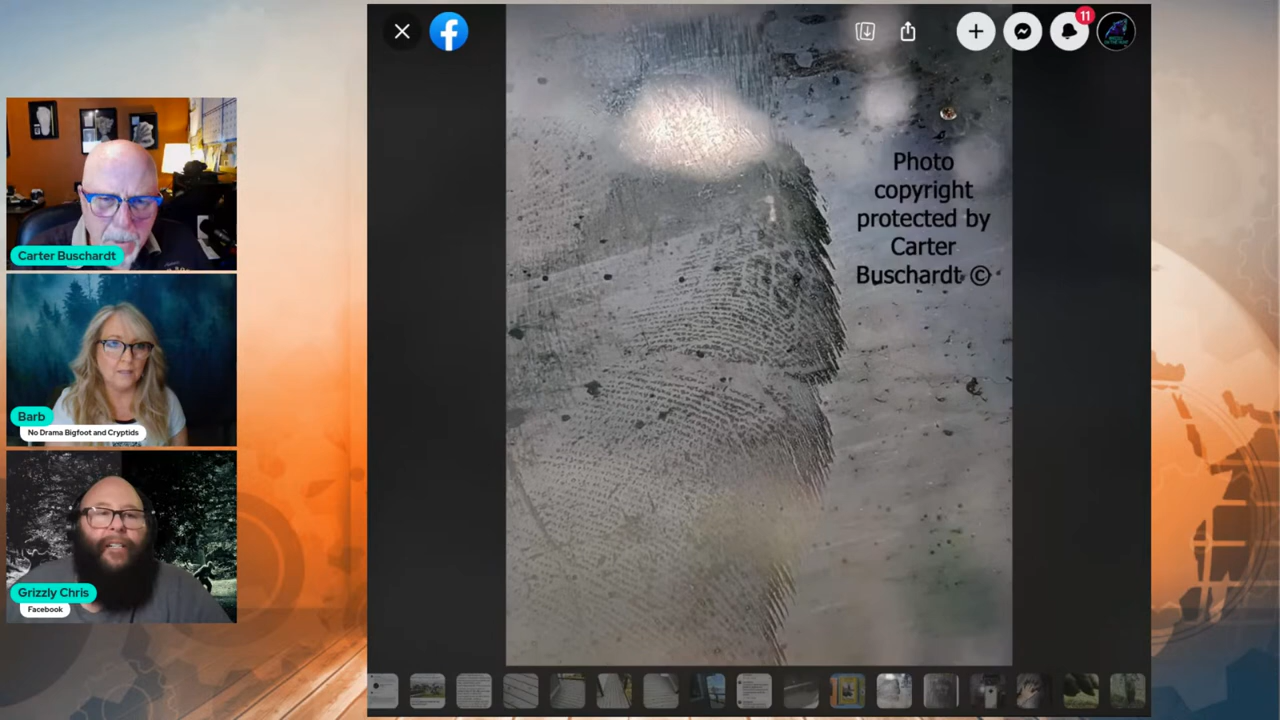 Carter Buschardt
Barb
No Drama Bigfoot and Cryptids
Grizzly Chris
Facebook
11
Photo
copyright
protected by
Carter
Buschardt ©